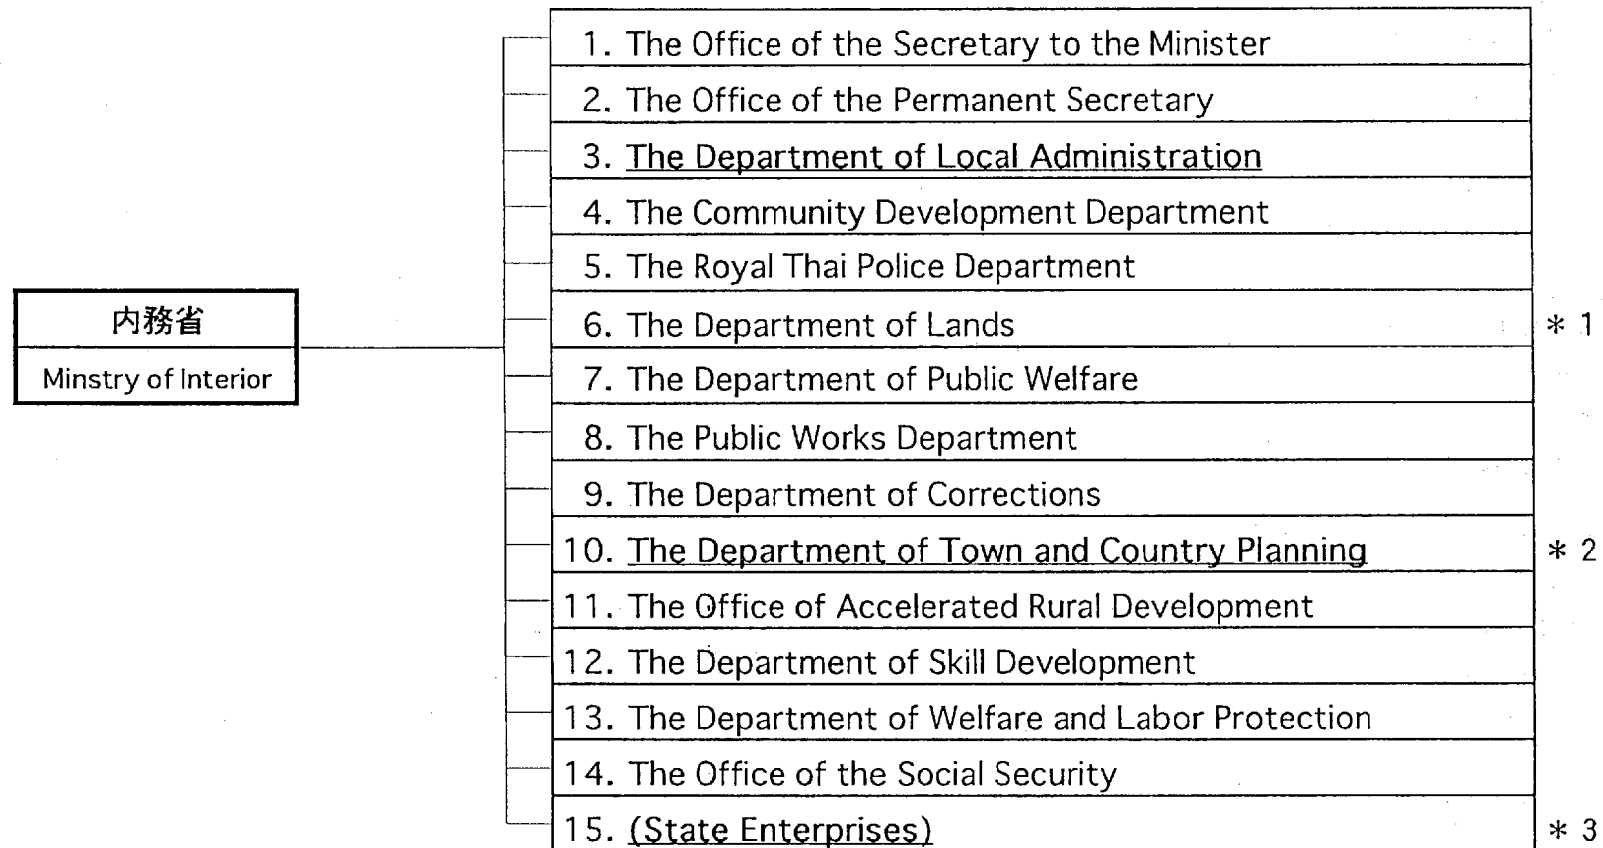 1. The Office of the Secretary to the Minister
2. The Office of the Permanent Secretary
3. The Department of Local Administration
4. The Community Development Department
5. The Royal Thai Police Department
内務省
Minstry of Interior
6. The Department of Lands * 1
7. The Department of Public Welfare
8. The Public Works Department
9. The Department of Corrections
10. The Department of Town and Country Planning * 2
11. The Office of Accelerated Rural Development
12. The Department of Skill Development
13. The Department of Welfare and Labor Protection
14. The Office of the Social Security
15. (State Enterprises) * 3